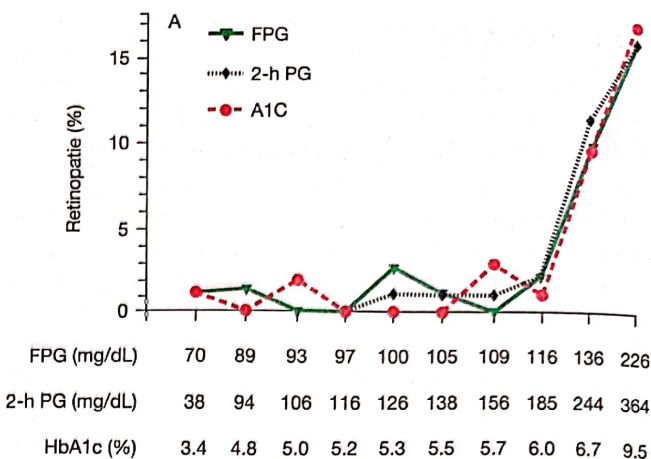 A
FPG
2-h PG
A1C
Retinopatie (%)
15
10
5
0
FPG (mg/dL) 70 89 93 97 100 105 109 116 136 226
2-h PG (mg/dL) 38 94 106 116 126 138 156 185 244 364
HbA1c (%) 3.4 4.8 5.0 5.2 5.3 5.5 5.7 6.0 6.7 9.5